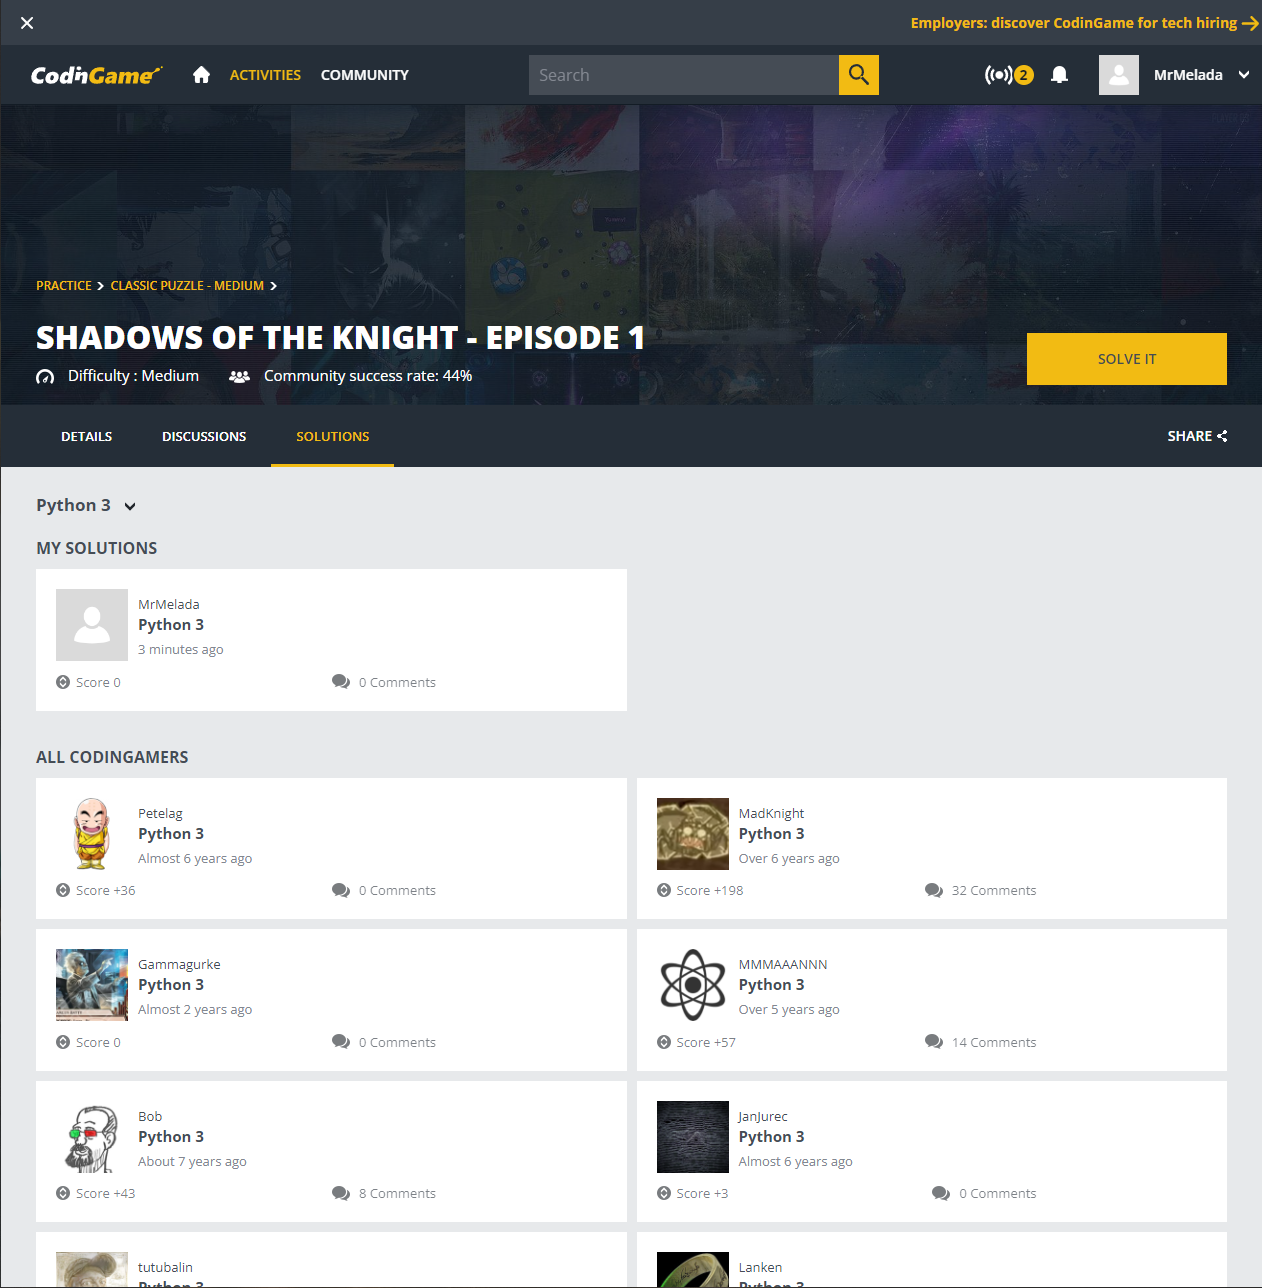 Employers: discover CodinGame for tech hiring
CodinGame
ACTIVITIES
COMMUNITY
Search
2
MrMelada
PRACTICE
CLASSIC PUZZLE - MEDIUM
SHADOWS OF THE KNIGHT - EPISODE 1
Difficulty : Medium
Community success rate: 44%
SOLVE IT
DETAILS
DISCUSSIONS
SOLUTIONS
SHARE
Python 3
MY SOLUTIONS
MrMelada
Python 3
3 minutes ago
Score 0
0 Comments
ALL CODINGAMERS
Petelag
Python 3
Almost 6 years ago
Score +36
0 Comments
MadKnight
Python 3
Over 6 years ago
Score +198
32 Comments
Gammagurke
Python 3
Almost 2 years ago
Score 0
0 Comments
MMMAAANNN
Python 3
Over 5 years ago
Score +57
14 Comments
Bob
Python 3
About 7 years ago
Score +43
8 Comments
JanJurec
Python 3
Almost 6 years ago
Score +3
0 Comments
tutubalin
Python 3
Lanken
Python 3